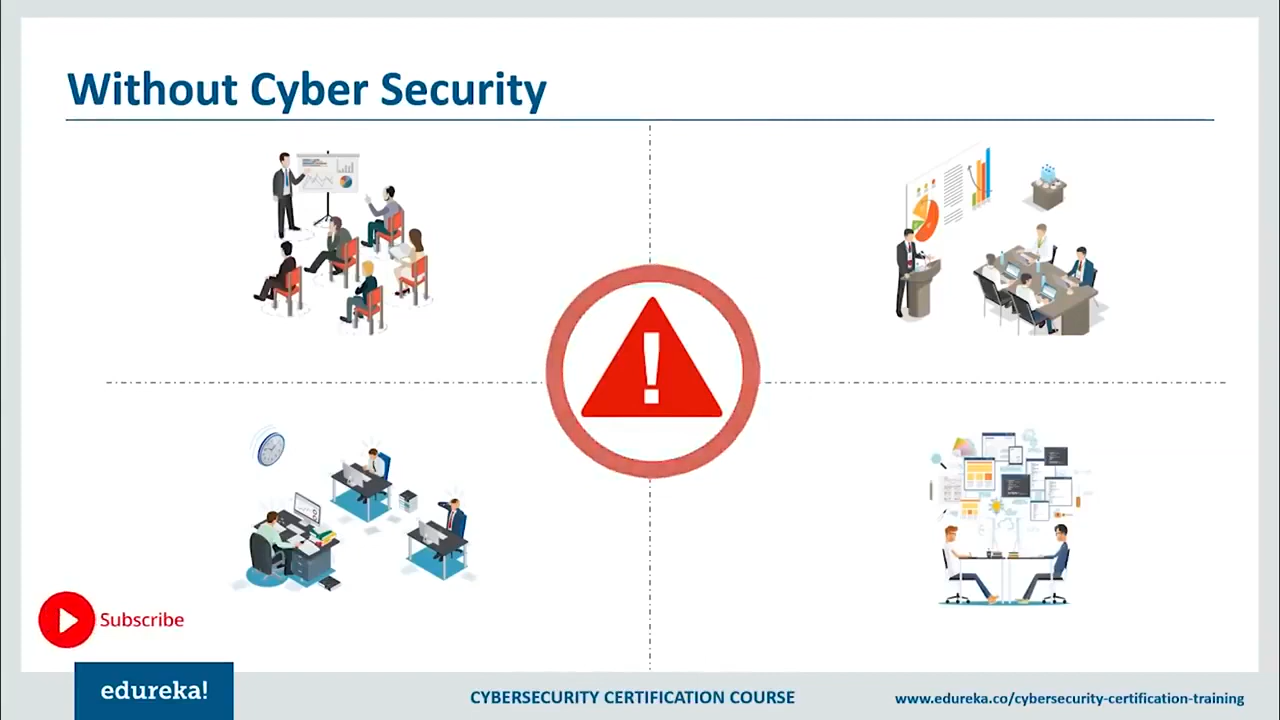 Without Cyber Security
Subscribe
edureka!
CYBERSECURITY CERTIFICATION COURSE
www.edureka.co/cybersecurity-certification-training